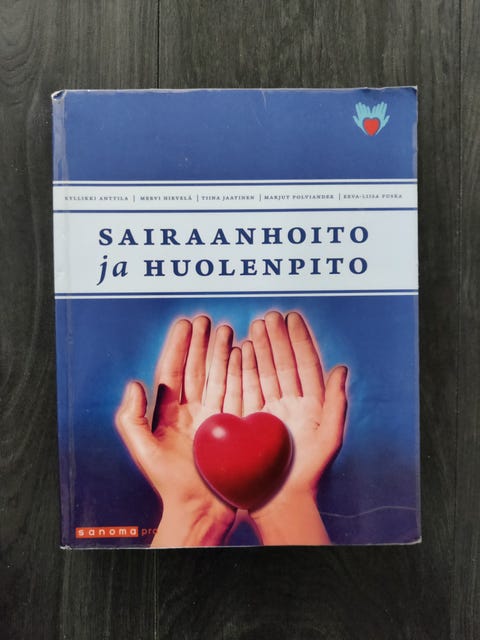 KYLLIKKI ANTTILA | MERVI HIRVELÄ | TIINA JAATINEN | MARJUT POLVIANDER | EEVA-LIISA PUSKA
SAIRAANHOITO
ja HUOLENPITO
sanoma pro